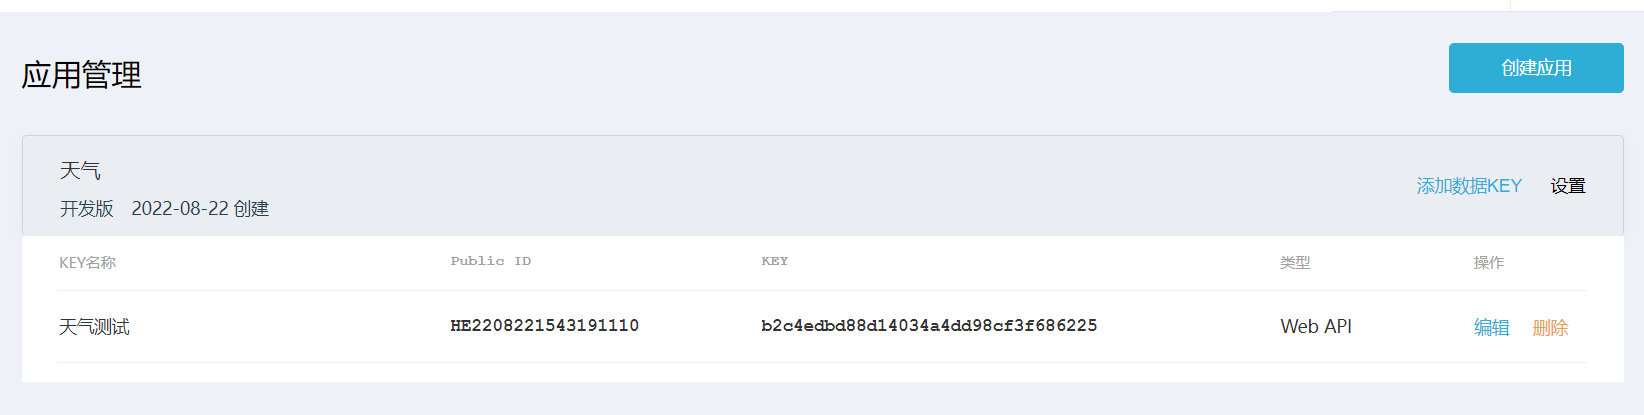 应用管理
创建应用
天气
开发版 2022-08-22 创建
添加数据KEY 设置
KEY名称 Public ID KEY 类型 操作
天气测试 HE2208221543191110 b2c4edbd88d14034a4dd98cf3f686225 Web API 编辑 删除